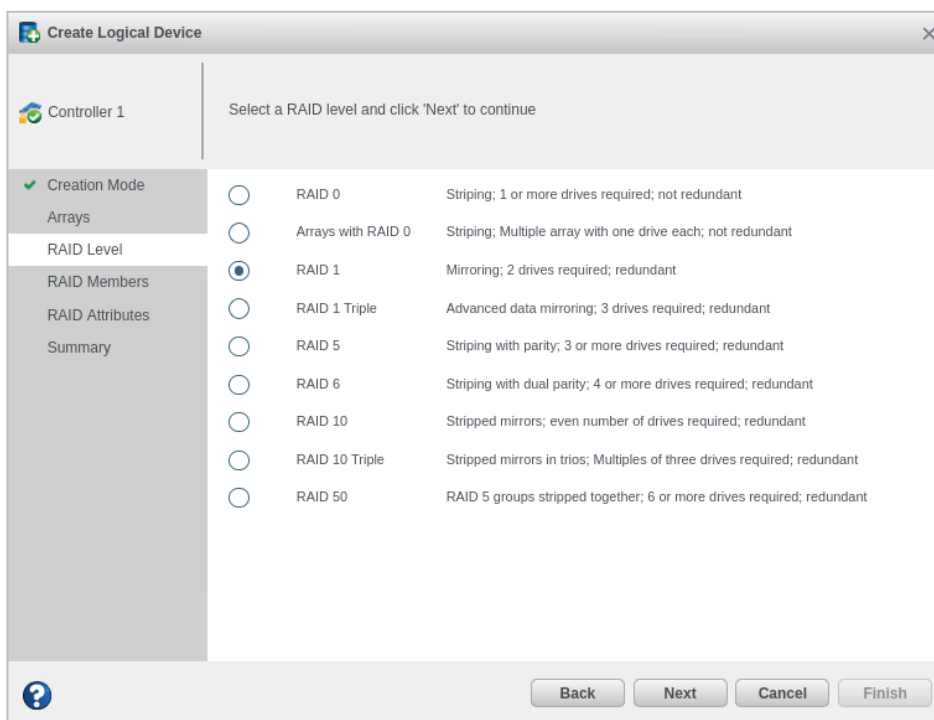 Create Logical Device
Controller 1
Select a RAID level and click 'Next' to continue
Creation Mode
Arrays
RAID Level
RAID Members
RAID Attributes
Summary
RAID 0 Striping; 1 or more drives required; not redundant
Arrays with RAID 0 Striping; Multiple array with one drive each; not redundant
RAID 1 Mirroring; 2 drives required; redundant
RAID 1 Triple Advanced data mirroring; 3 drives required; redundant
RAID 5 Striping with parity; 3 or more drives required; redundant
RAID 6 Striping with dual parity; 4 or more drives required; redundant
RAID 10 Stripped mirrors; even number of drives required; redundant
RAID 10 Triple Stripped mirrors in trios; Multiples of three drives required; redundant
RAID 50 RAID 5 groups stripped together; 6 or more drives required; redundant
? Back Next Cancel Finish